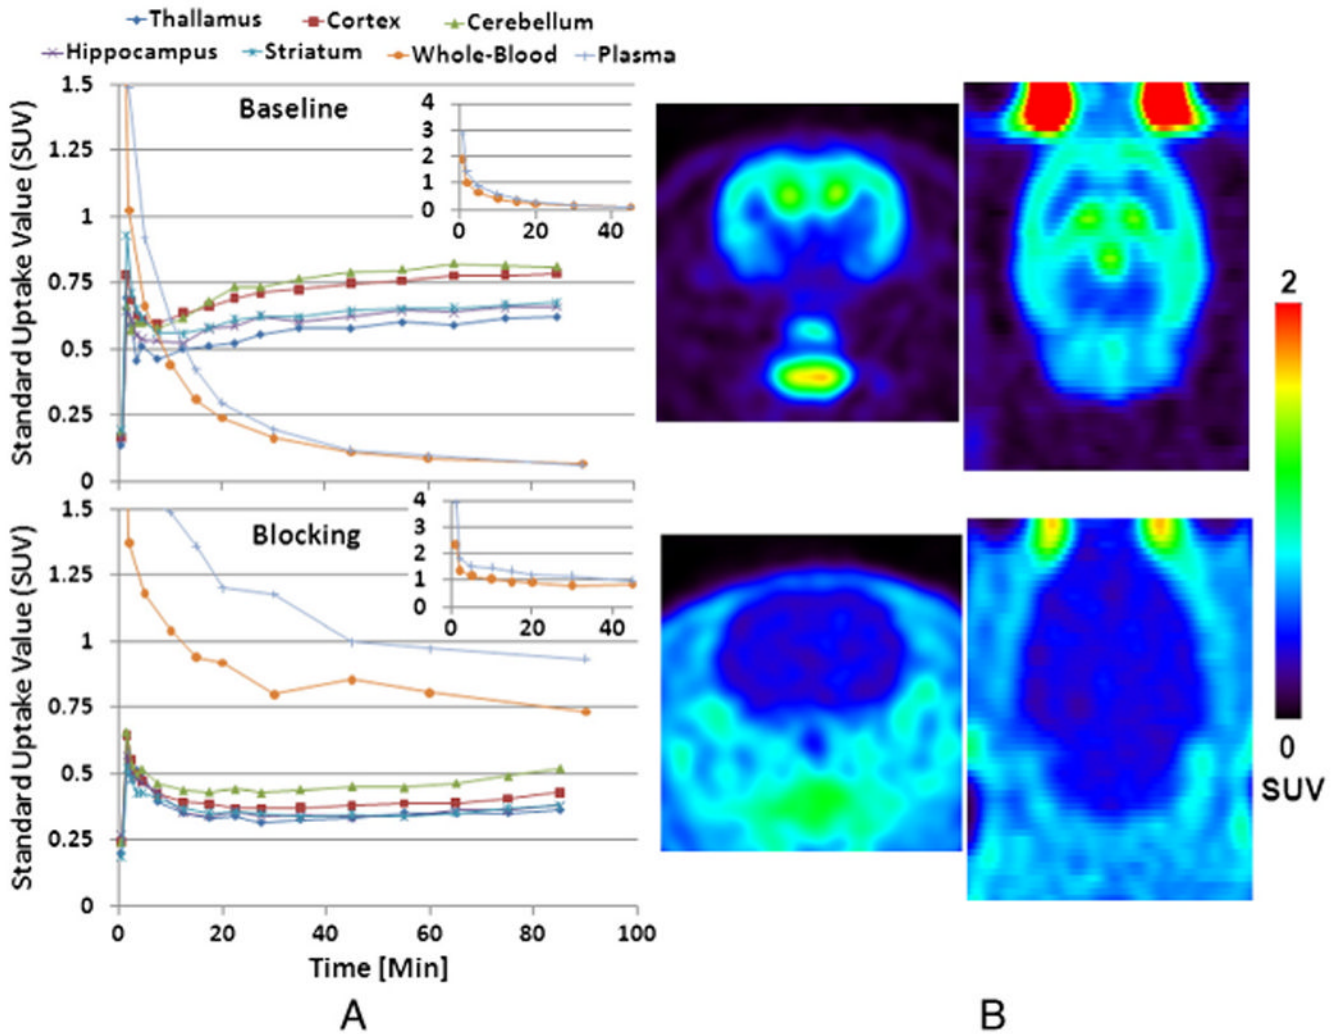 Thallamus Cortex Cerebellum
Hippocampus Striatum Whole-Blood Plasma
Standard Uptake Value (SUV)
1.5
1.25
1
0.75
0.5
0.25
0
Baseline
4
3
2
1
0
0 20 40
Standard Uptake Value (SUV)
1.5
1.25
1
0.75
0.5
0.25
0
Blocking
4
3
2
1
0
0 20 40
0 20 40 60 80 100
Time [Min]
2
0
SUV
A B